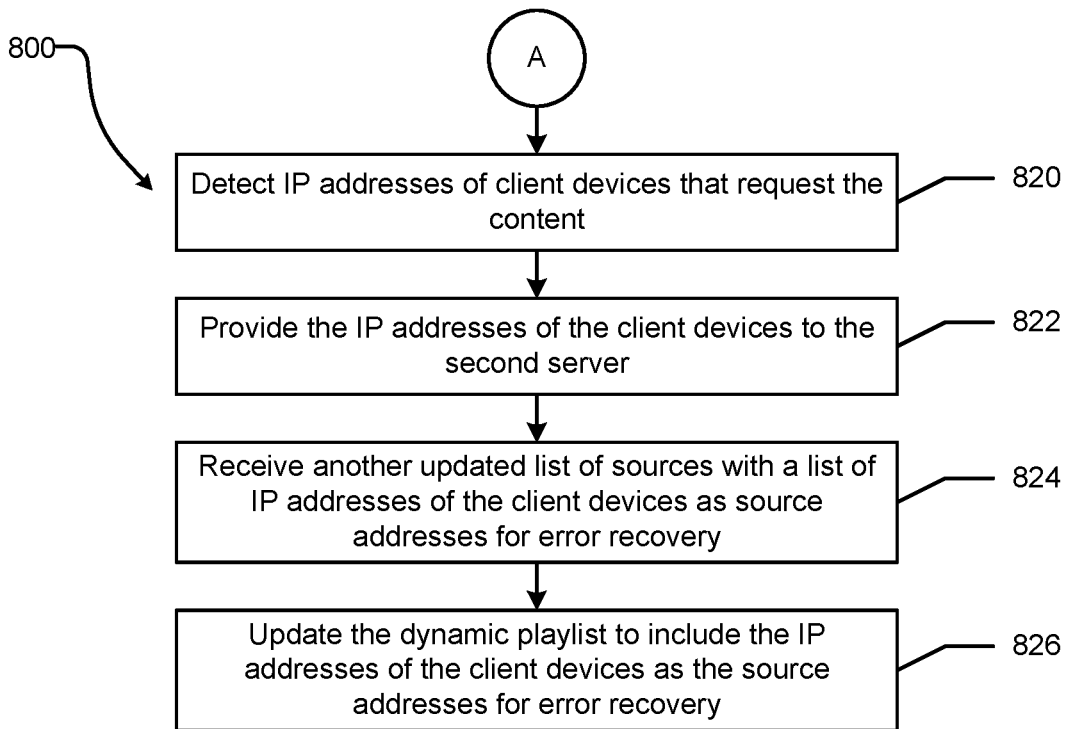 800
A
Detect IP addresses of client devices that request the
content
820
Provide the IP addresses of the client devices to the
second server
822
Receive another updated list of sources with a list of
IP addresses of the client devices as source
addresses for error recovery
824
Update the dynamic playlist to include the IP
addresses of the client devices as the source
addresses for error recovery
826